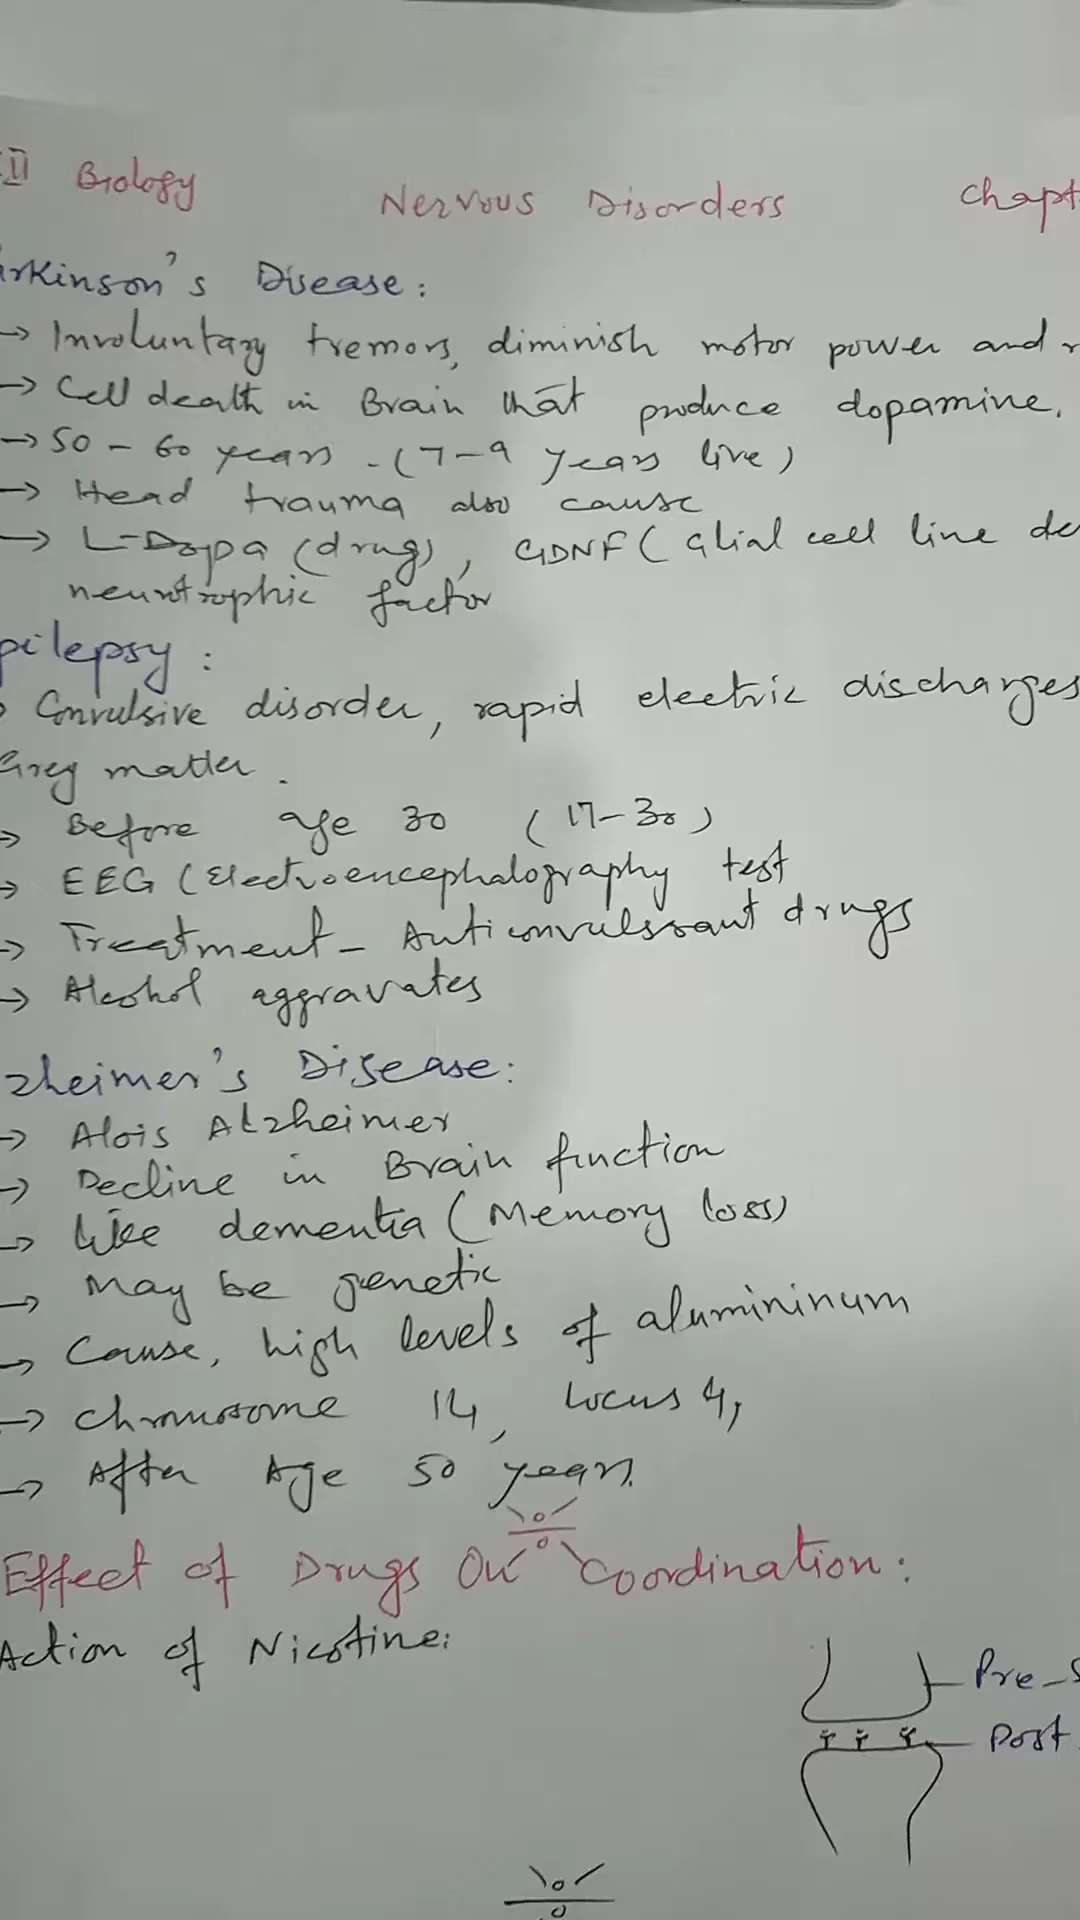 II Biology Nervous Disorders Chapt
rkinson's Disease:
→ Involuntary tremors, diminish motor power and r
→ Cell death in Brain that produce dopamine.
→ 50 - 60 years. (7-9 years live)
→ Head trauma also cause
→ L-Dopa (drug), GDNF (Glial cell line de
neurotrophic factor
pilepsy:
Convulsive disorder, rapid electric discharges
Grey matter.
→ Before age 30 (17-30)
→ EEG (Electroencephalography test
→ Treatment - Anticonvulssant drugs
→ Alcohol aggravates
zheimer's Disease:
→ Alois Alzheimer
→ Decline in Brain function
→ Like dementia (Memory loss)
→ May be genetic
→ Cause, high levels of alumininum
→ Chromosome 14, Locus 4,
→ After Age 50 years.
Effect of Drugs On Coordination:
Action of Nicotine:
Pre-s
Post